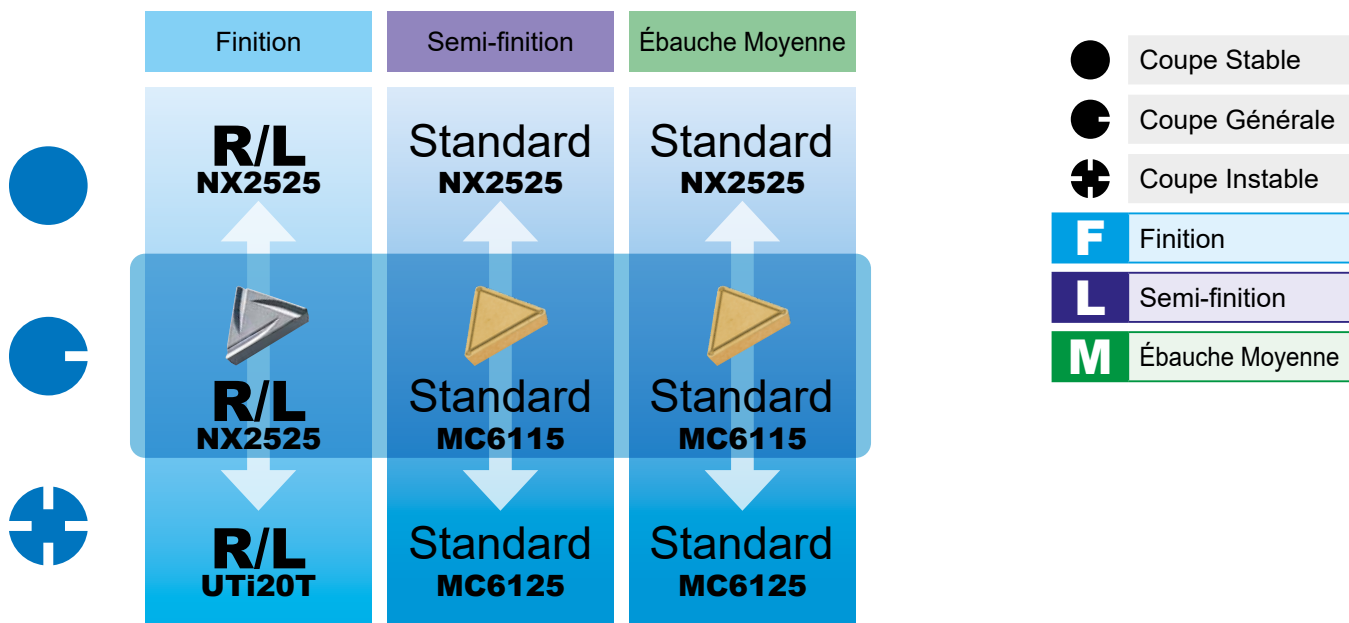 Finition
Semi-finition
Ébauche Moyenne
R/L
NX2525
Standard
NX2525
Standard
NX2525
R/L
NX2525
Standard
MC6115
Standard
MC6115
R/L
UTi20T
Standard
MC6125
Standard
MC6125
Coupe Stable
Coupe Générale
Coupe Instable
F Finition
L Semi-finition
M Ébauche Moyenne